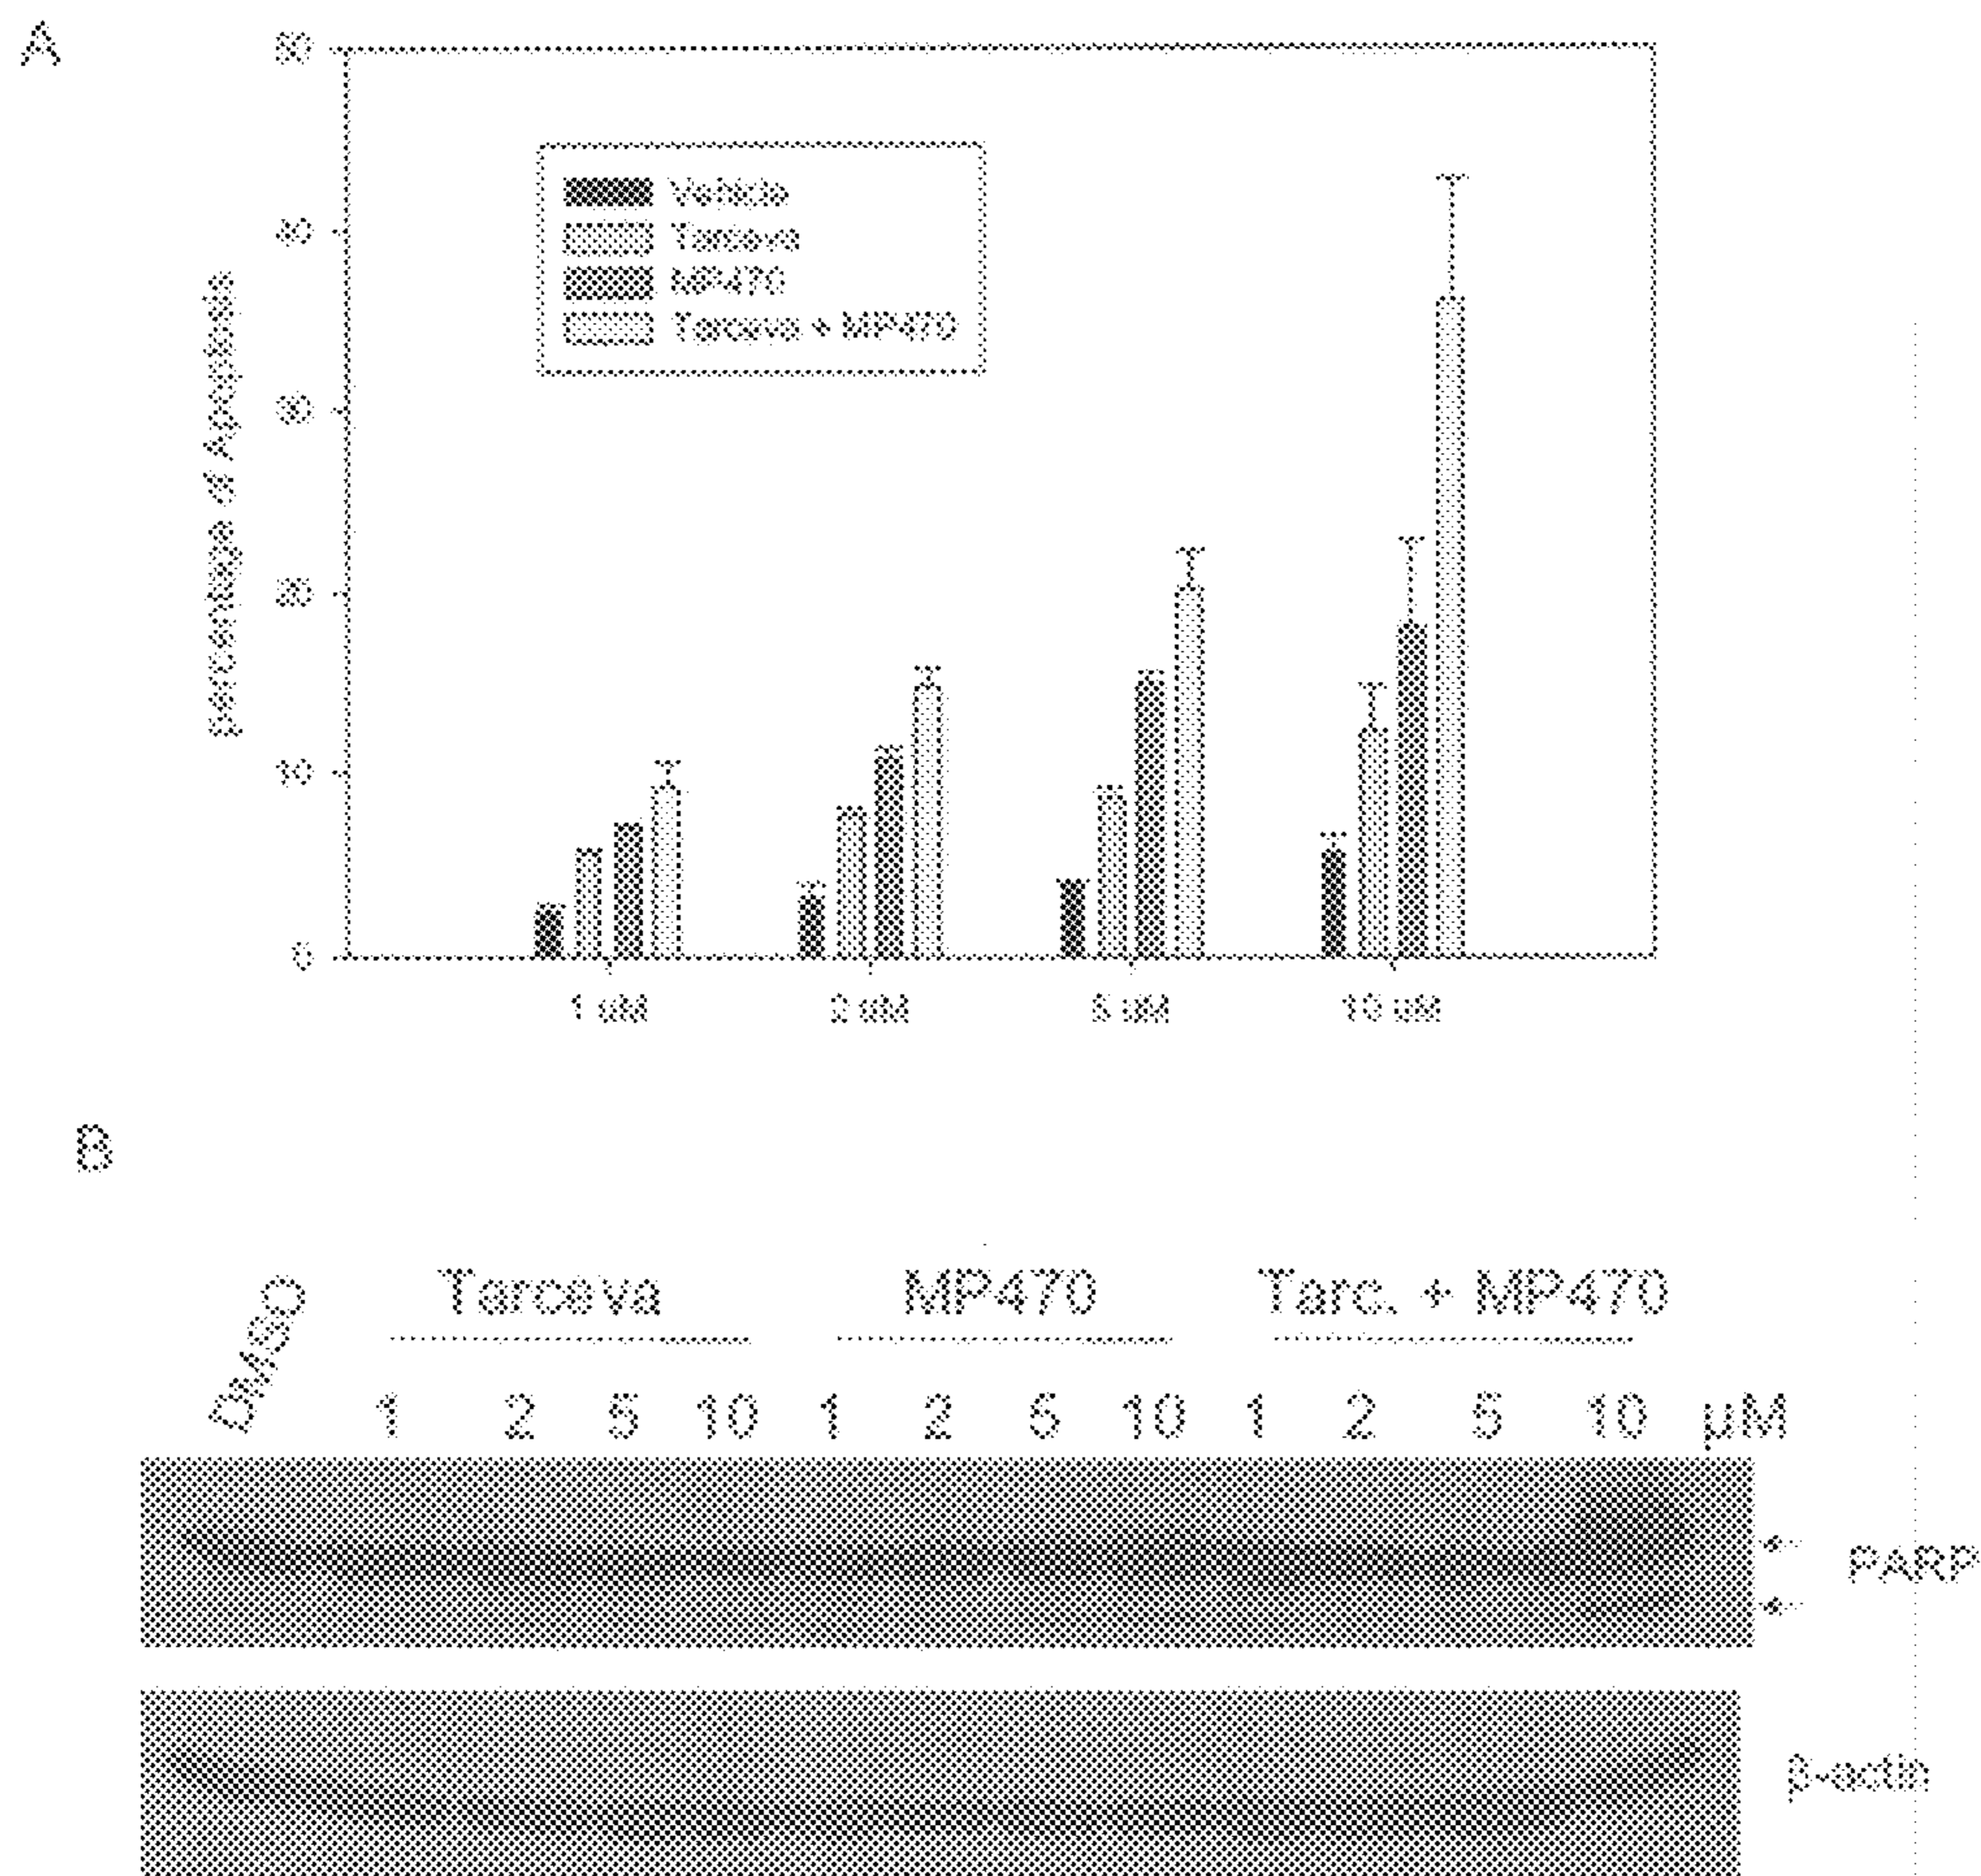 A
50
40
30
20
10
0
Percentage of Apoptosis
Vehicle
Tarceva
MP470
Tarceva + MP470
1 uM 2 uM 5 uM 10 uM
B
DMSO Tarceva MP470 Tarc. + MP470
1 2 5 10 1 2 5 10 1 2 5 10 µM
PARP
β-actin